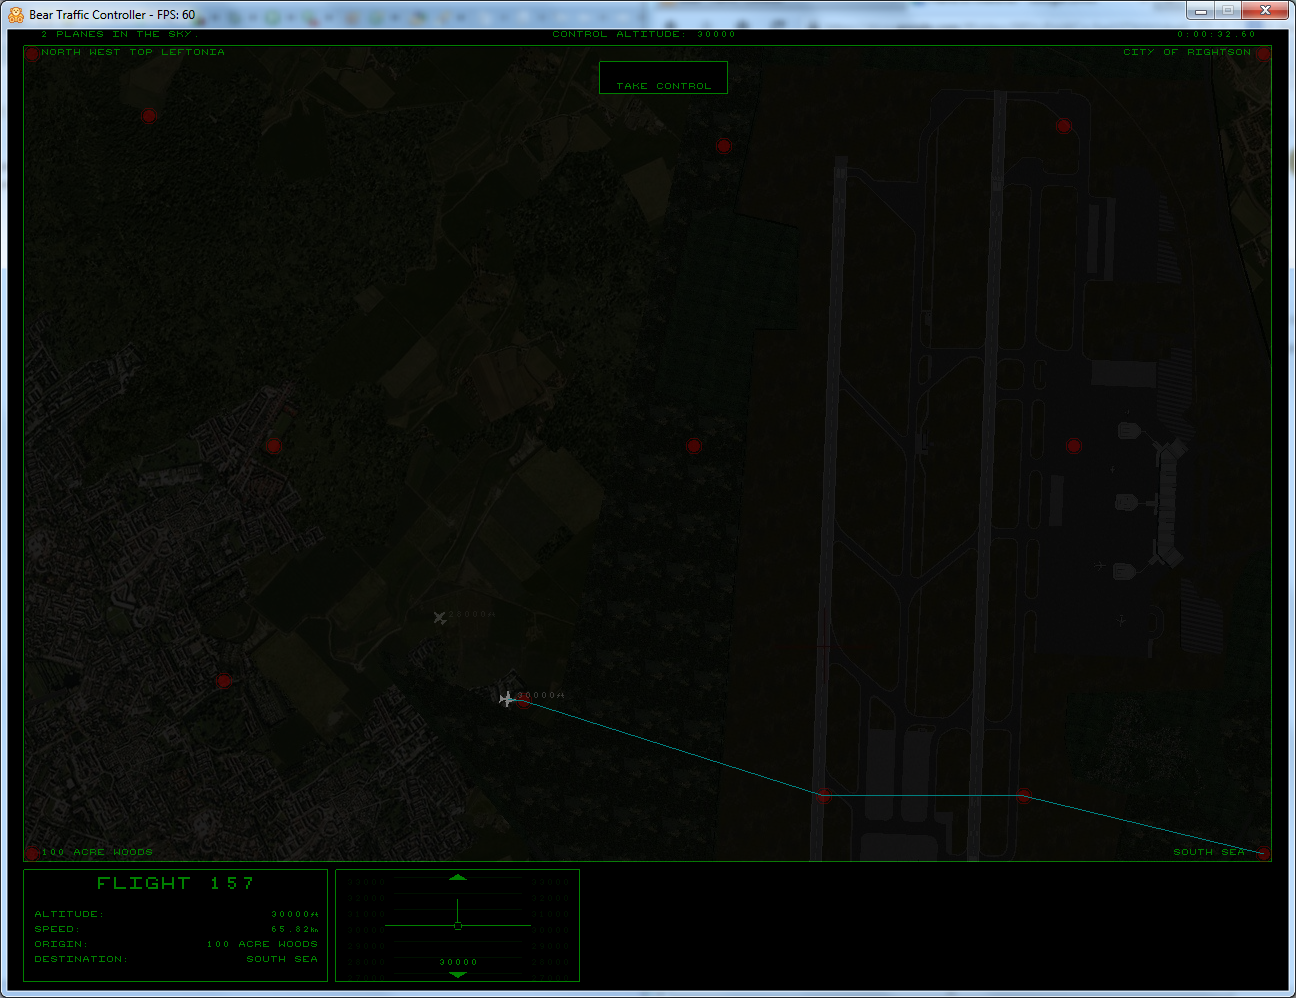 Bear Traffic Controller - FPS: 60
2 PLANES IN THE SKY.
CONTROL ALTITUDE: 30000
0:00:32.60
NORTH WEST TOP LEFTONIA
CITY OF RIGHTSON
TAKE CONTROL
30000ft
100 ACRE WOODS
SOUTH SEA
FLIGHT 157
ALTITUDE: 30000ft
SPEED: 65.82kn
ORIGIN: 100 ACRE WOODS
DESTINATION: SOUTH SEA
30000